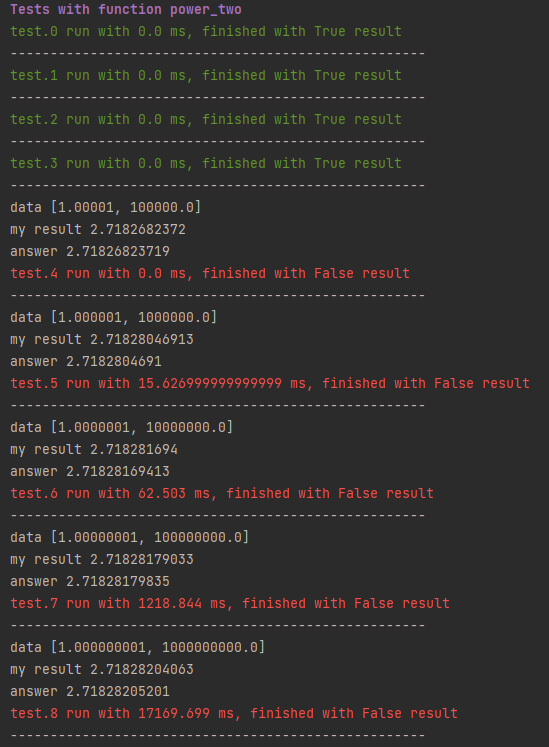 Tests with function power_two
test.0 run with 0.0 ms, finished with True result
----------------------------------------------------
test.1 run with 0.0 ms, finished with True result
----------------------------------------------------
test.2 run with 0.0 ms, finished with True result
----------------------------------------------------
test.3 run with 0.0 ms, finished with True result
----------------------------------------------------
data [1.00001, 100000.0]
my result 2.7182682372
answer 2.71826823719
test.4 run with 0.0 ms, finished with False result
----------------------------------------------------
data [1.000001, 1000000.0]
my result 2.71828046913
answer 2.7182804691
test.5 run with 15.626999999999999 ms, finished with False result
----------------------------------------------------
data [1.0000001, 10000000.0]
my result 2.718281694
answer 2.71828169413
test.6 run with 62.503 ms, finished with False result
----------------------------------------------------
data [1.00000001, 100000000.0]
my result 2.71828179033
answer 2.71828179835
test.7 run with 1218.844 ms, finished with False result
----------------------------------------------------
data [1.000000001, 1000000000.0]
my result 2.71828204063
answer 2.71828205201
test.8 run with 17169.699 ms, finished with False result
----------------------------------------------------